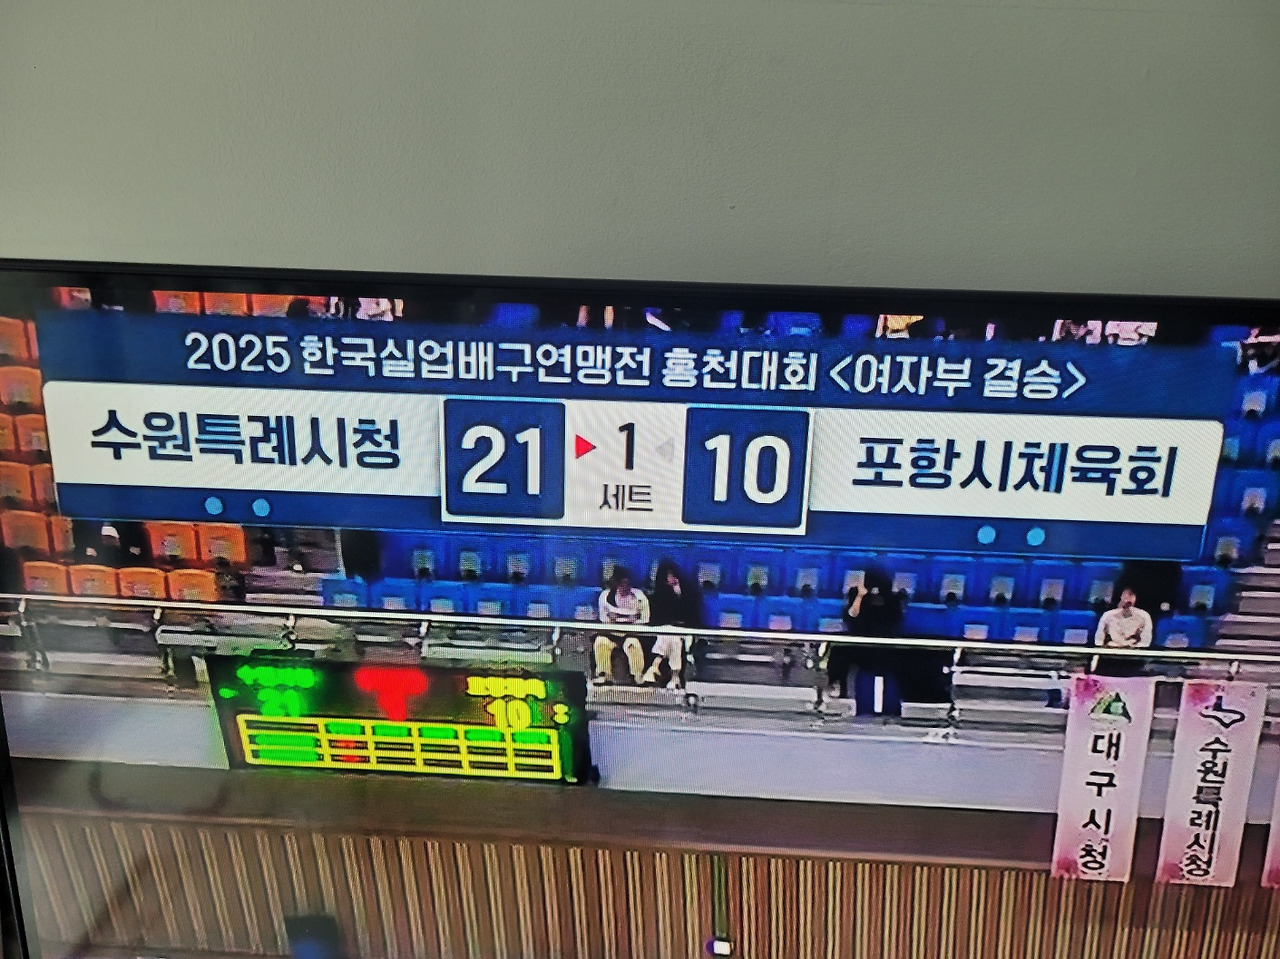 2025 한국실업배구연맹전 홍천대회 <여자부 결승>
수원특례시청 21 1 10 포항시체육회
세트
21 10
대구시청
수원특례시청